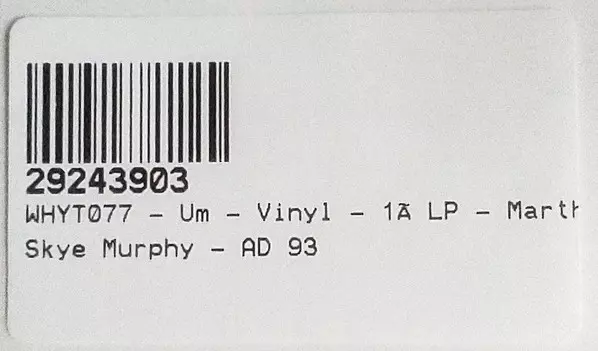 29243903
WHYT077 - Um - Vinyl - 1Ã LP - Marth
Skye Murphy - AD 93